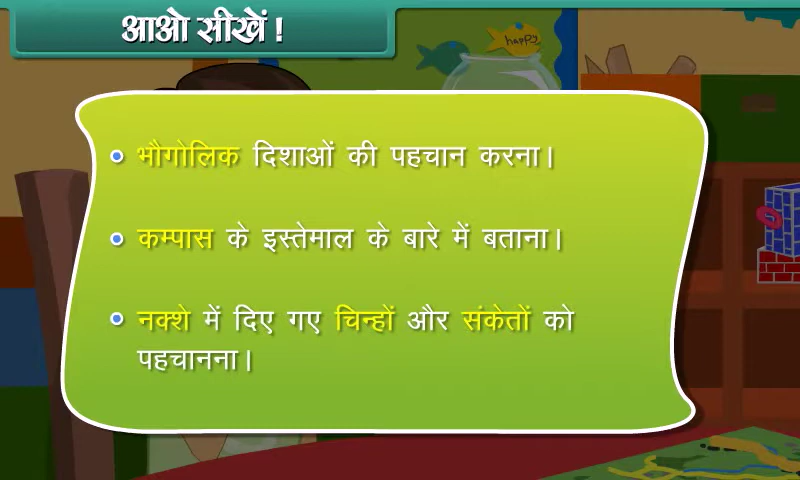 आओ सीखें!
happy
भौगोलिक दिशाओं की पहचान करना।
कम्पास के इस्तेमाल के बारे में बताना।
नक्शे में दिए गए चिन्हों और संकेतों को
पहचानना।